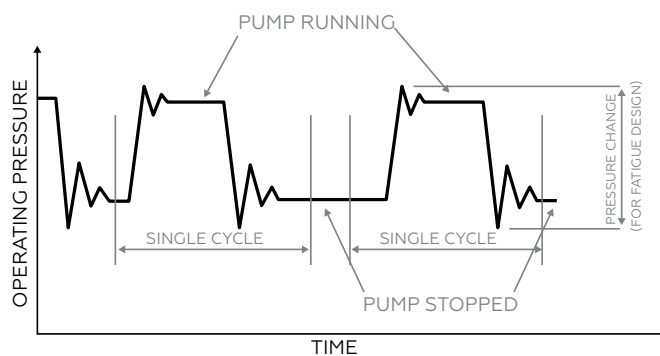 PUMP RUNNING
OPERATING PRESSURE
PRESSURE CHANGE
(FOR FATIGUE DESIGN)
SINGLE CYCLE
SINGLE CYCLE
PUMP STOPPED
TIME